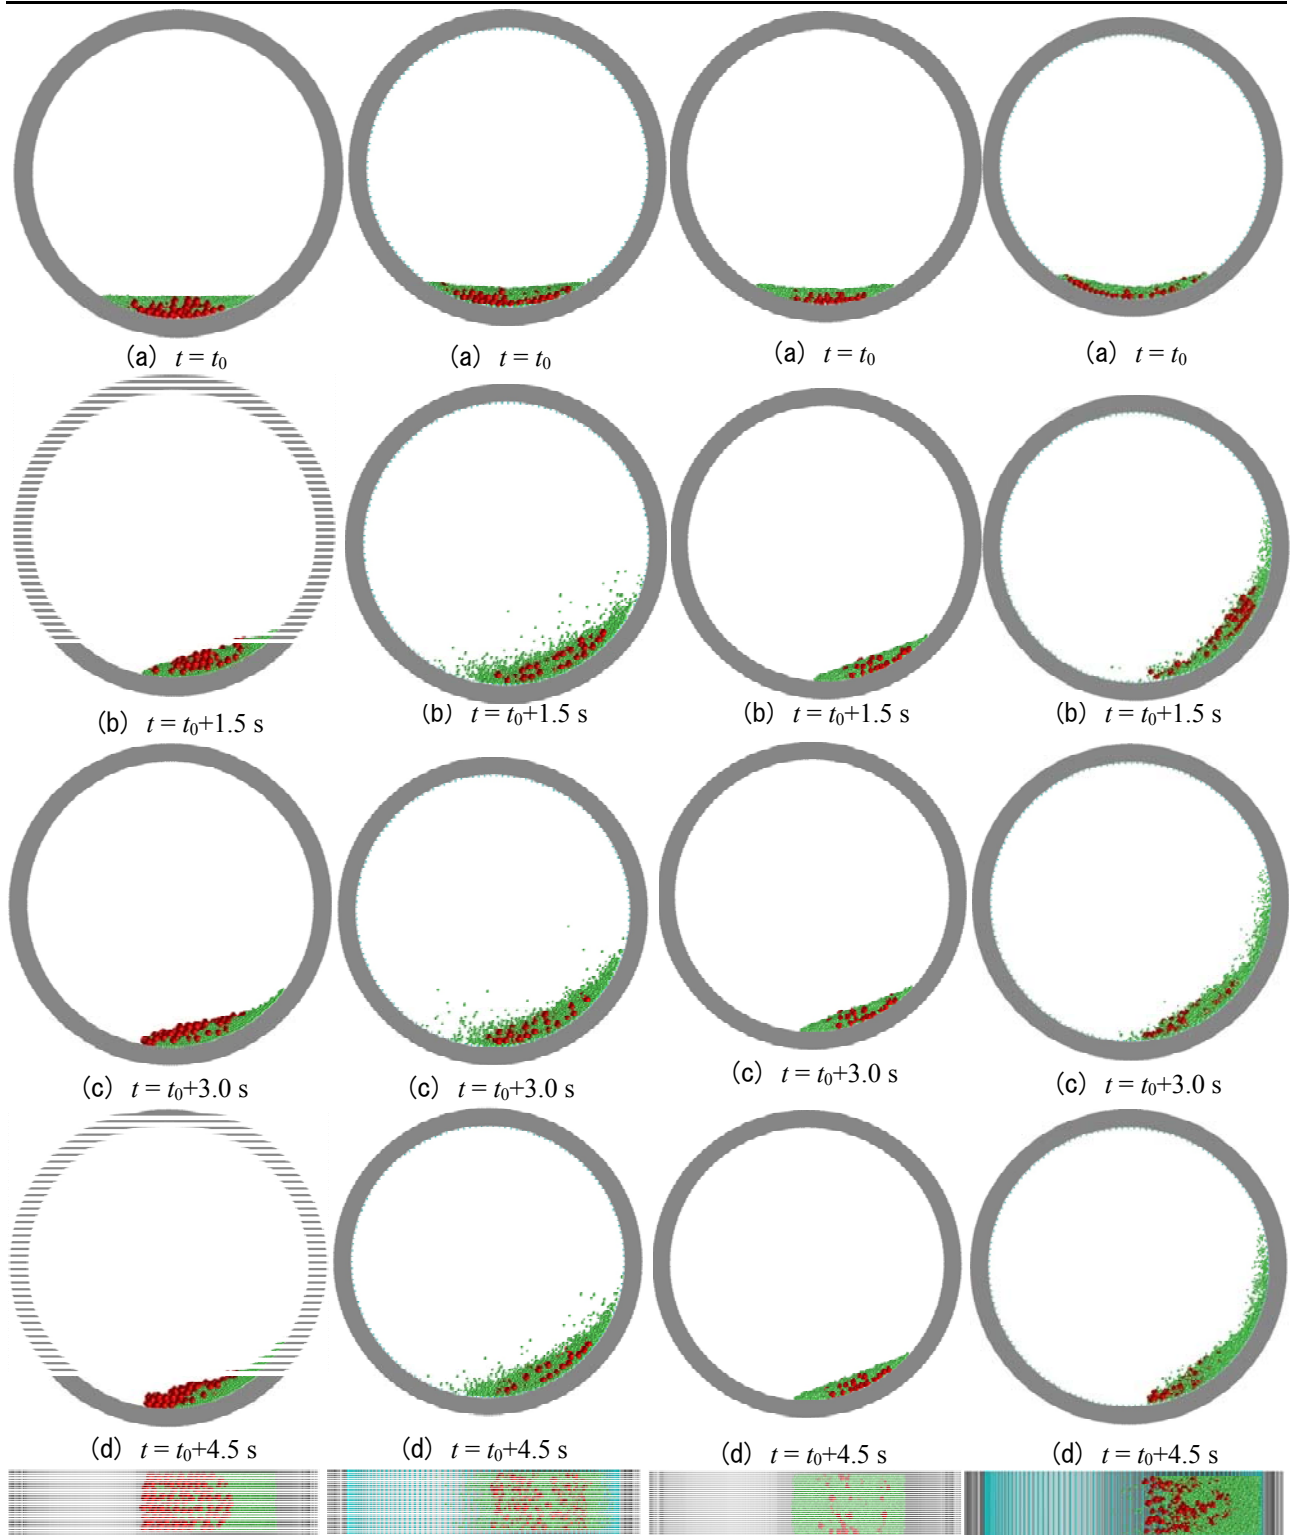 (a) t = t0
(a) t = t0
(a) t = t0
(a) t = t0
(b) t = t0+1.5 s
(b) t = t0+1.5 s
(b) t = t0+1.5 s
(b) t = t0+1.5 s
(c) t = t0+3.0 s
(c) t = t0+3.0 s
(c) t = t0+3.0 s
(c) t = t0+3.0 s
(d) t = t0+4.5 s
(d) t = t0+4.5 s
(d) t = t0+4.5 s
(d) t = t0+4.5 s